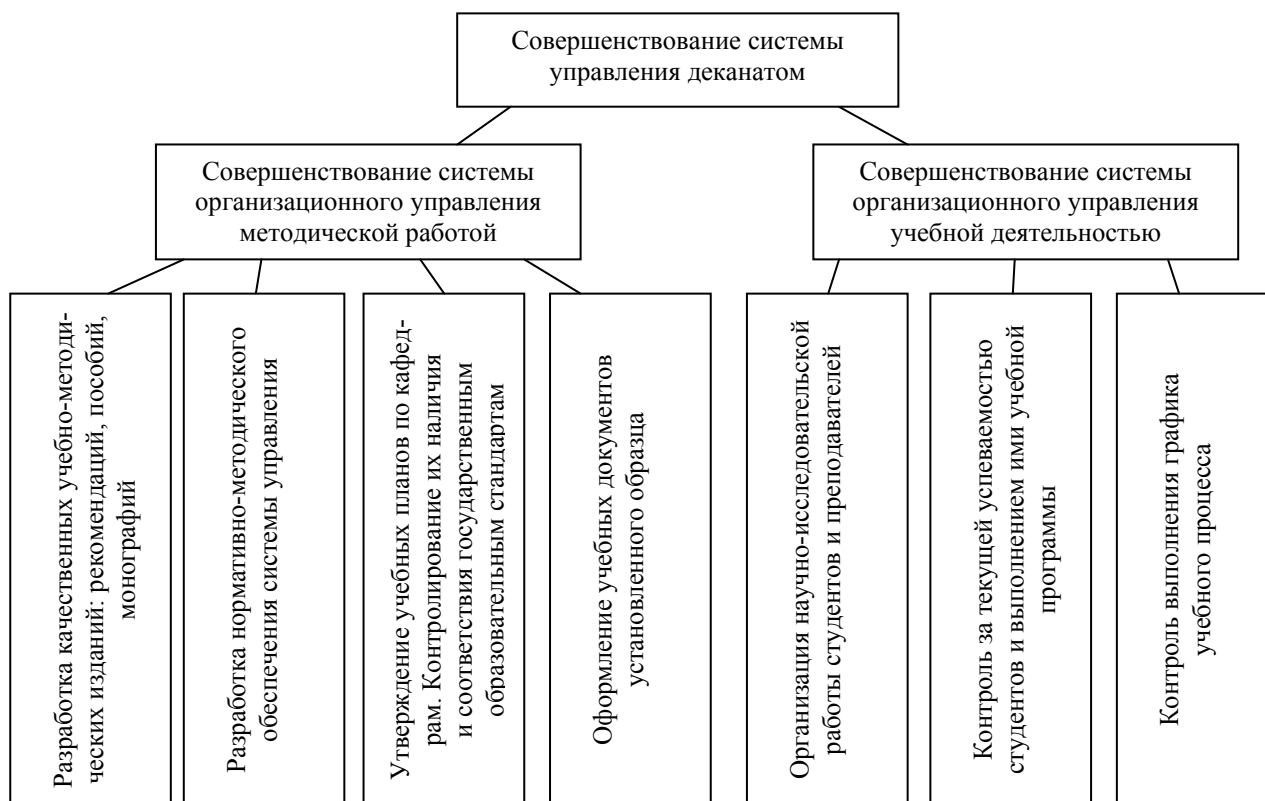 Совершенствование системы
управления деканатом
Совершенствование системы
организационного управления
методической работой
Совершенствование системы
организационного управления
учебной деятельностью
Разработка качественных учебно-методи-
ческих изданий: рекомендаций, пособий,
монографий
Разработка нормативно-методического
обеспечения системы управления
Утверждение учебных планов по кафед-
рам. Контролирование их наличия
и соответствия государственным
образовательным стандартам
Оформление учебных документов
установленного образца
Организация научно-исследовательской
работы студентов и преподавателей
Контроль за текущей успеваемостью
студентов и выполнением ими учебной
программы
Контроль выполнения графика
учебного процесса